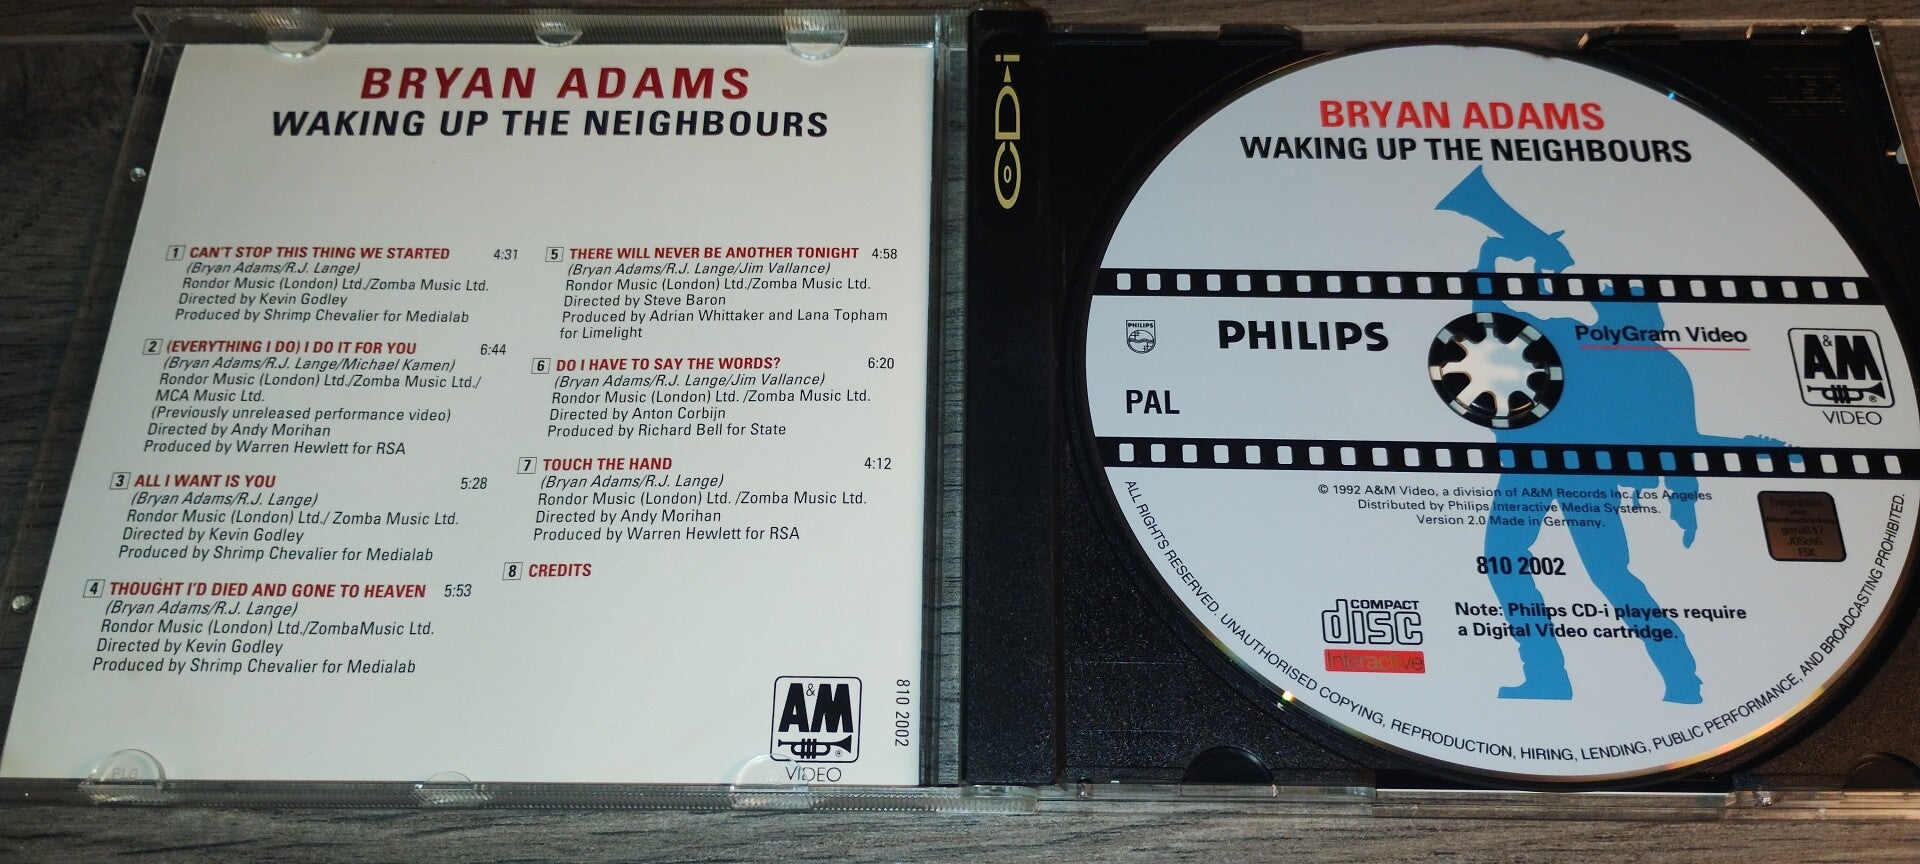 BRYAN ADAMS
WAKING UP THE NEIGHBOURS
1 CAN'T STOP THIS THING WE STARTED 4:31
(Bryan Adams/R.J. Lange)
Rondor Music (London) Ltd./Zomba Music Ltd.
Directed by Kevin Godley
Produced by Shrimp Chevalier for Medialab
2 (EVERYTHING I DO) I DO IT FOR YOU 6:44
(Bryan Adams/R.J. Lange/Michael Kamen)
Rondor Music (London) Ltd./Zomba Music Ltd./
MCA Music Ltd.
(Previously unreleased performance video)
Directed by Andy Morihan
Produced by Warren Hewlett for RSA
3 ALL I WANT IS YOU 5:28
(Bryan Adams/R.J. Lange)
Rondor Music (London) Ltd./ Zomba Music Ltd.
Directed by Kevin Godley
Produced by Shrimp Chevalier for Medialab
4 THOUGHT I'D DIED AND GONE TO HEAVEN 5:53
(Bryan Adams/R.J. Lange)
Rondor Music (London) Ltd./ZombaMusic Ltd.
Directed by Kevin Godley
Produced by Shrimp Chevalier for Medialab
5 THERE WILL NEVER BE ANOTHER TONIGHT 4:58
(Bryan Adams/R.J. Lange/Jim Vallance)
Rondor Music (London) Ltd./Zomba Music Ltd.
Directed by Steve Baron
Produced by Adrian Whittaker and Lana Topham
for Limelight
6 DO I HAVE TO SAY THE WORDS? 6:20
(Bryan Adams/R.J. Lange/Jim Vallance)
Rondor Music (London) Ltd. /Zomba Music Ltd.
Directed by Anton Corbijn
Produced by Richard Bell for State
7 TOUCH THE HAND 4:12
(Bryan Adams/R.J. Lange)
Rondor Music (London) Ltd. /Zomba Music Ltd.
Directed by Andy Morihan
Produced by Warren Hewlett for RSA
8 CREDITS
A&M
VIDEO
810 2002
CD-i
BRYAN ADAMS
WAKING UP THE NEIGHBOURS
PHILIPS
PHILIPS
PolyGram Video
A&M
VIDEO
PAL
© 1992 A&M Video, a division of A&M Records Inc. Los Angeles
Distributed by Philips Interactive Media Systems.
Version 2.0 Made in Germany.
Freigegeben
ohne
Altersbeschränkung
gemäß § 7
JÖSchG
FSK
810 2002
COMPACT
disc
Interactive
Note: Philips CD-i players require
a Digital Video cartridge.
ALL RIGHTS RESERVED. UNAUTHORISED COPYING, REPRODUCTION, HIRING, LENDING, PUBLIC PERFORMANCE, AND BROADCASTING PROHIBITED.